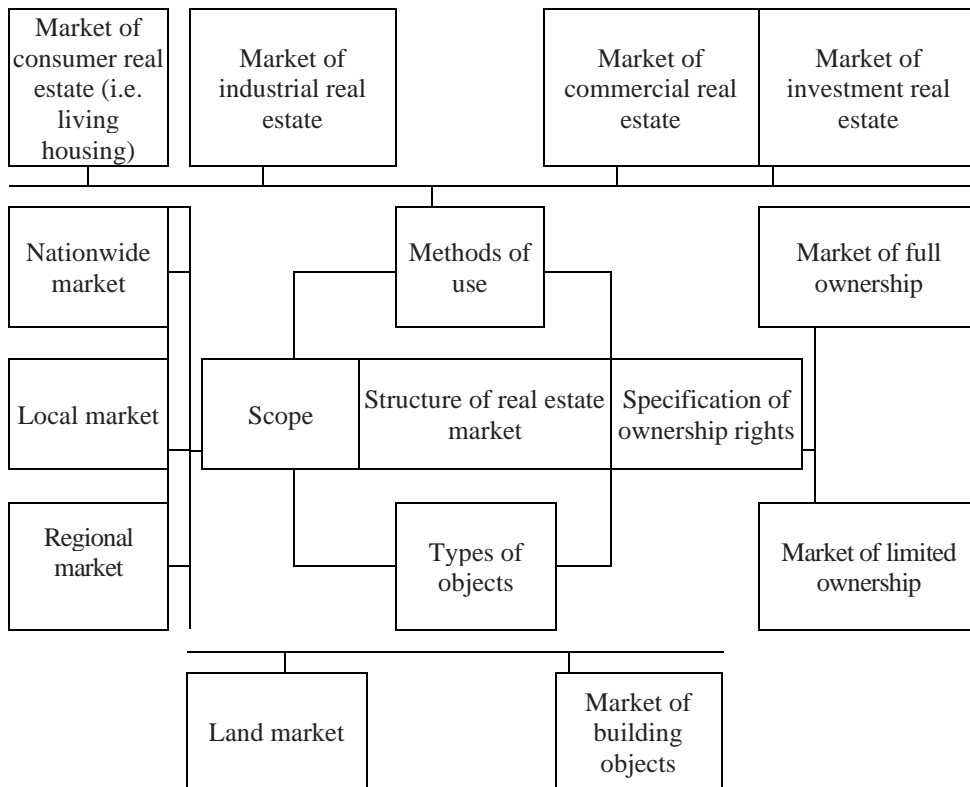 Market of
consumer real
estate (i.e.
living
housing)
Market of
industrial real
estate
Market of
commercial real
estate
Market of
investment real
estate
Nationwide
market
Methods of
use
Market of full
ownership
Local market
Scope
Structure of real estate
market
Specification of
ownership rights
Regional
market
Types of
objects
Market of limited
ownership
Land market
Market of
building
objects